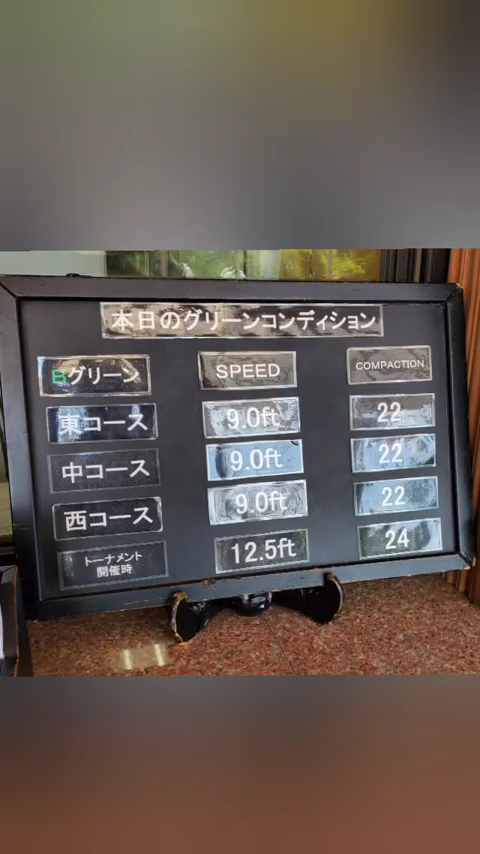 本日のグリーンコンディション
Bグリーン SPEED COMPACTION
東コース 9.0ft 22
中コース 9.0ft 22
西コース 9.0ft 22
トーナメント
開催時 12.5ft 24